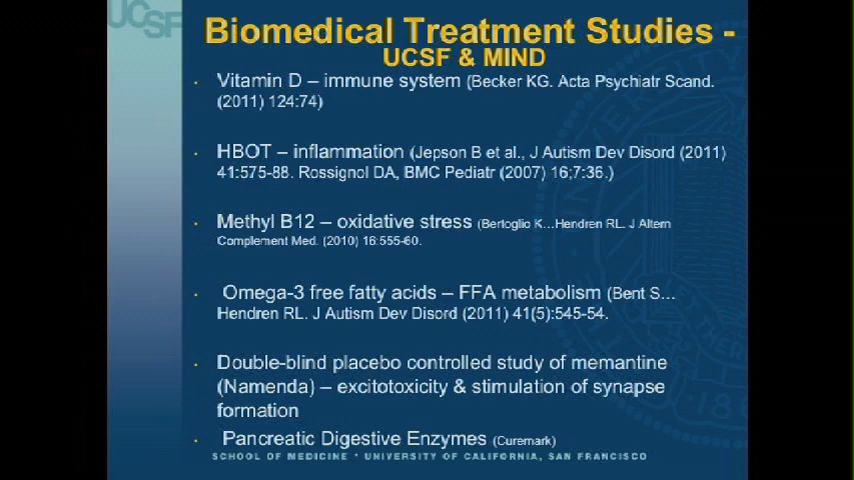 UCSF
Biomedical Treatment Studies -
UCSF & MIND
· Vitamin D – immune system (Becker KG. Acta Psychiatr Scand.
(2011) 124:74)
· HBOT – inflammation (Jepson B et al., J Autism Dev Disord (2011)
41:575-88. Rossignol DA, BMC Pediatr (2007) 16;7:36.)
· Methyl B12 – oxidative stress (Bertoglio K...Hendren RL. J Altern
Complement Med. (2010) 16:555-60.
· Omega-3 free fatty acids – FFA metabolism (Bent S...
Hendren RL. J Autism Dev Disord (2011) 41(5):545-54.
· Double-blind placebo controlled study of memantine
(Namenda) – excitotoxicity & stimulation of synapse
formation
· Pancreatic Digestive Enzymes (Curemark)
SCHOOL OF MEDICINE * UNIVERSITY OF CALIFORNIA, SAN FRANCISCO